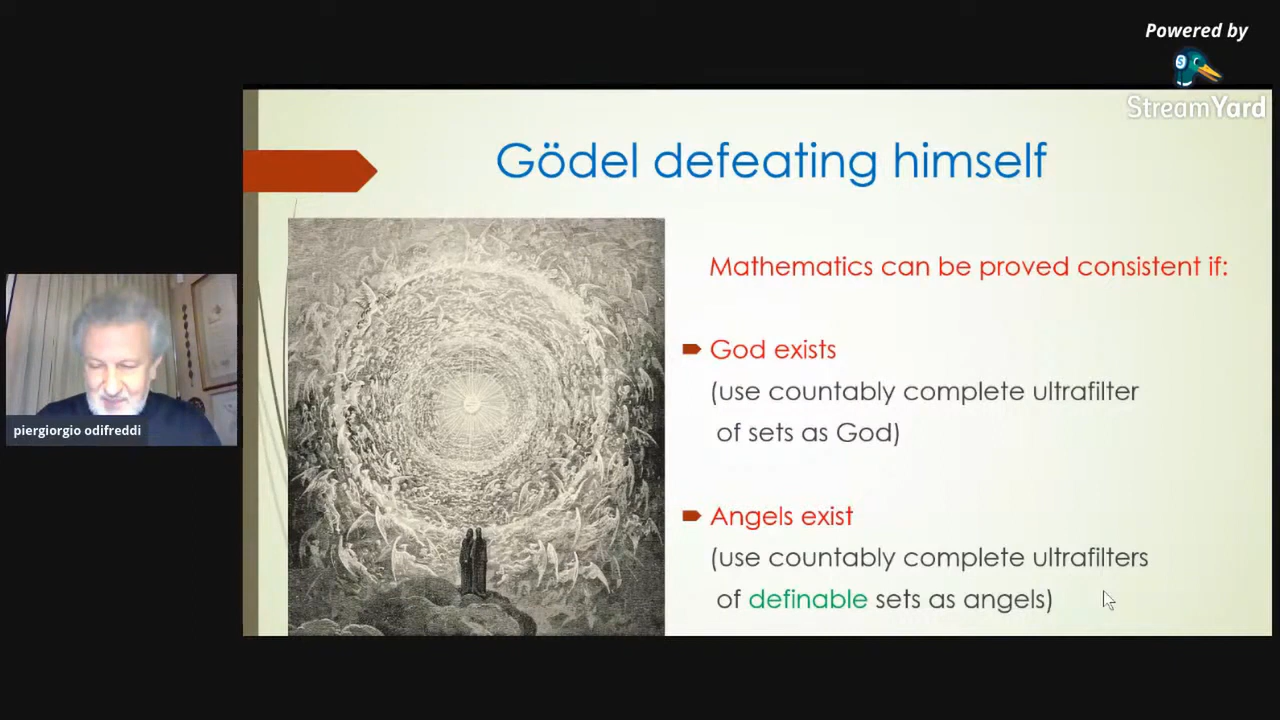 Powered by
StreamYard
Gödel defeating himself
Mathematics can be proved consistent if:
God exists
(use countably complete ultrafilter
of sets as God)
piergiorgio odifreddi
Angels exist
(use countably complete ultrafilters
of definable sets as angels)